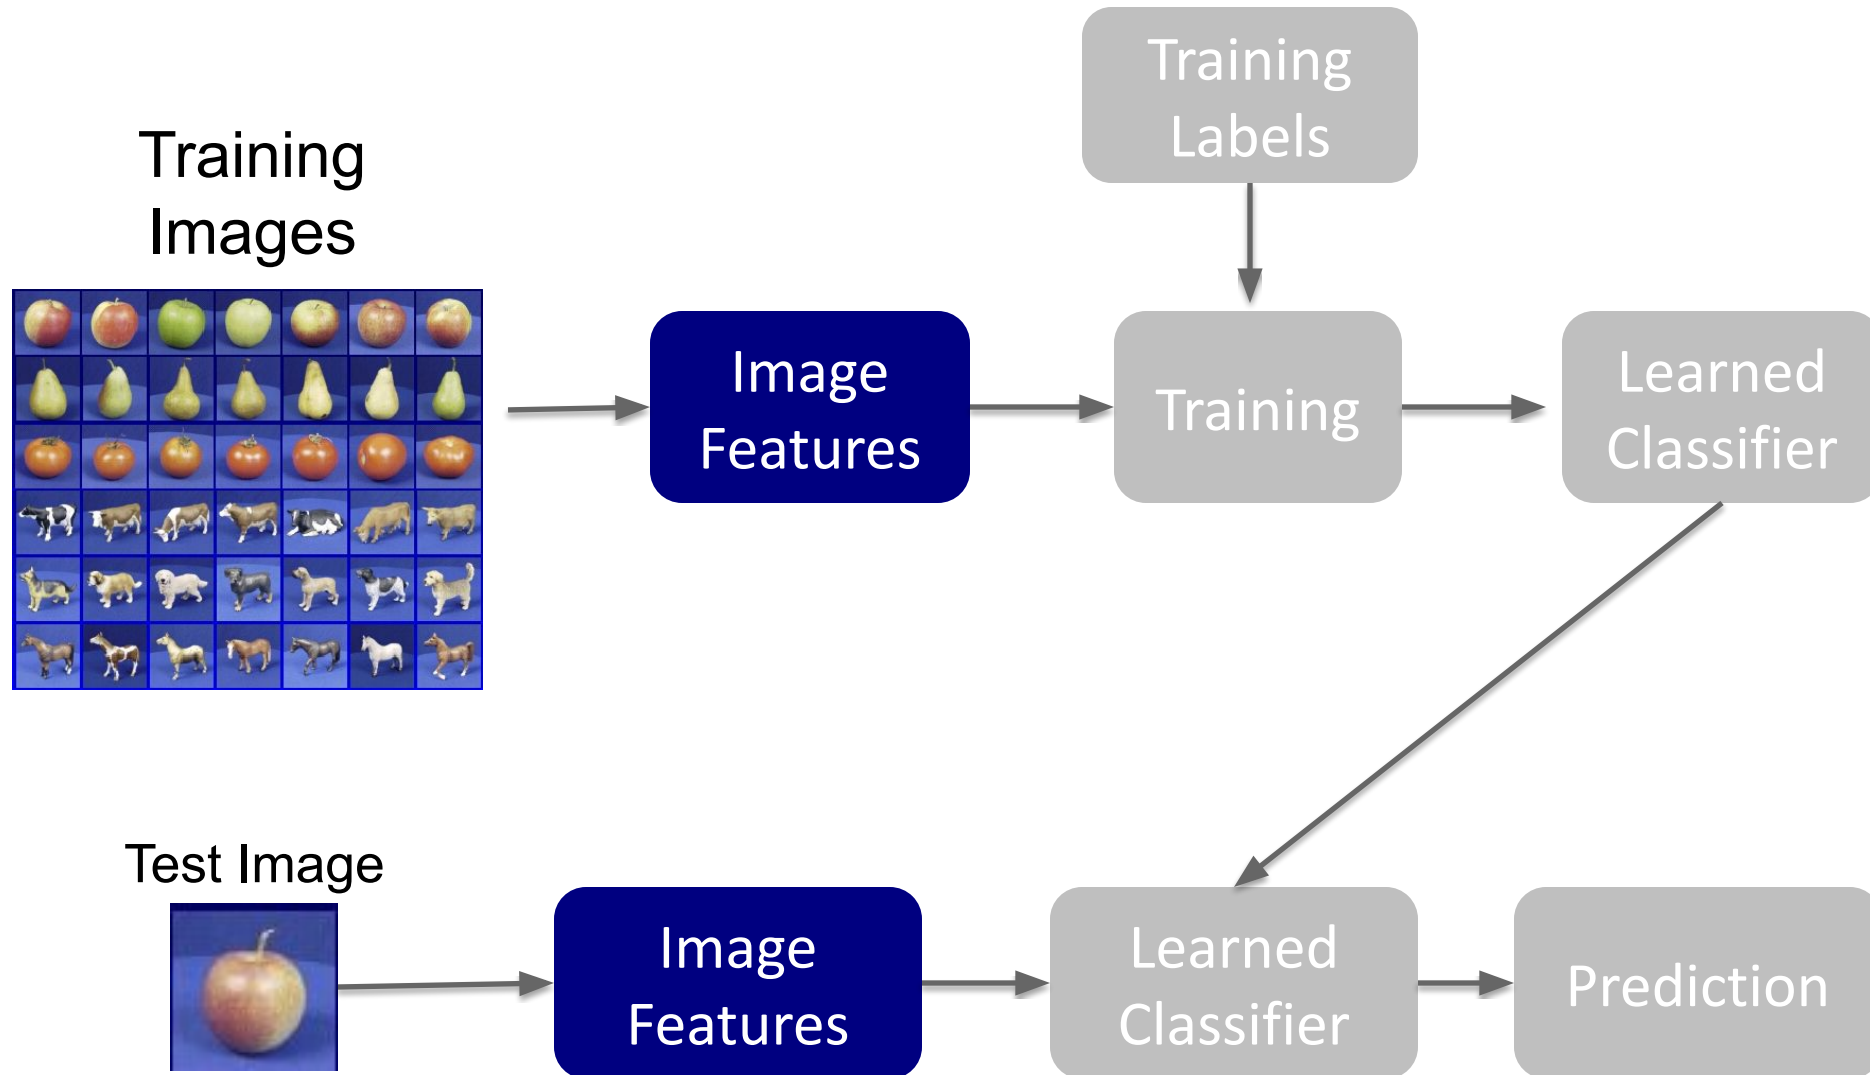 Training
Labels
Training
Images
Image
Features
Training
Learned
Classifier
Test Image
Image
Features
Learned
Classifier
Prediction